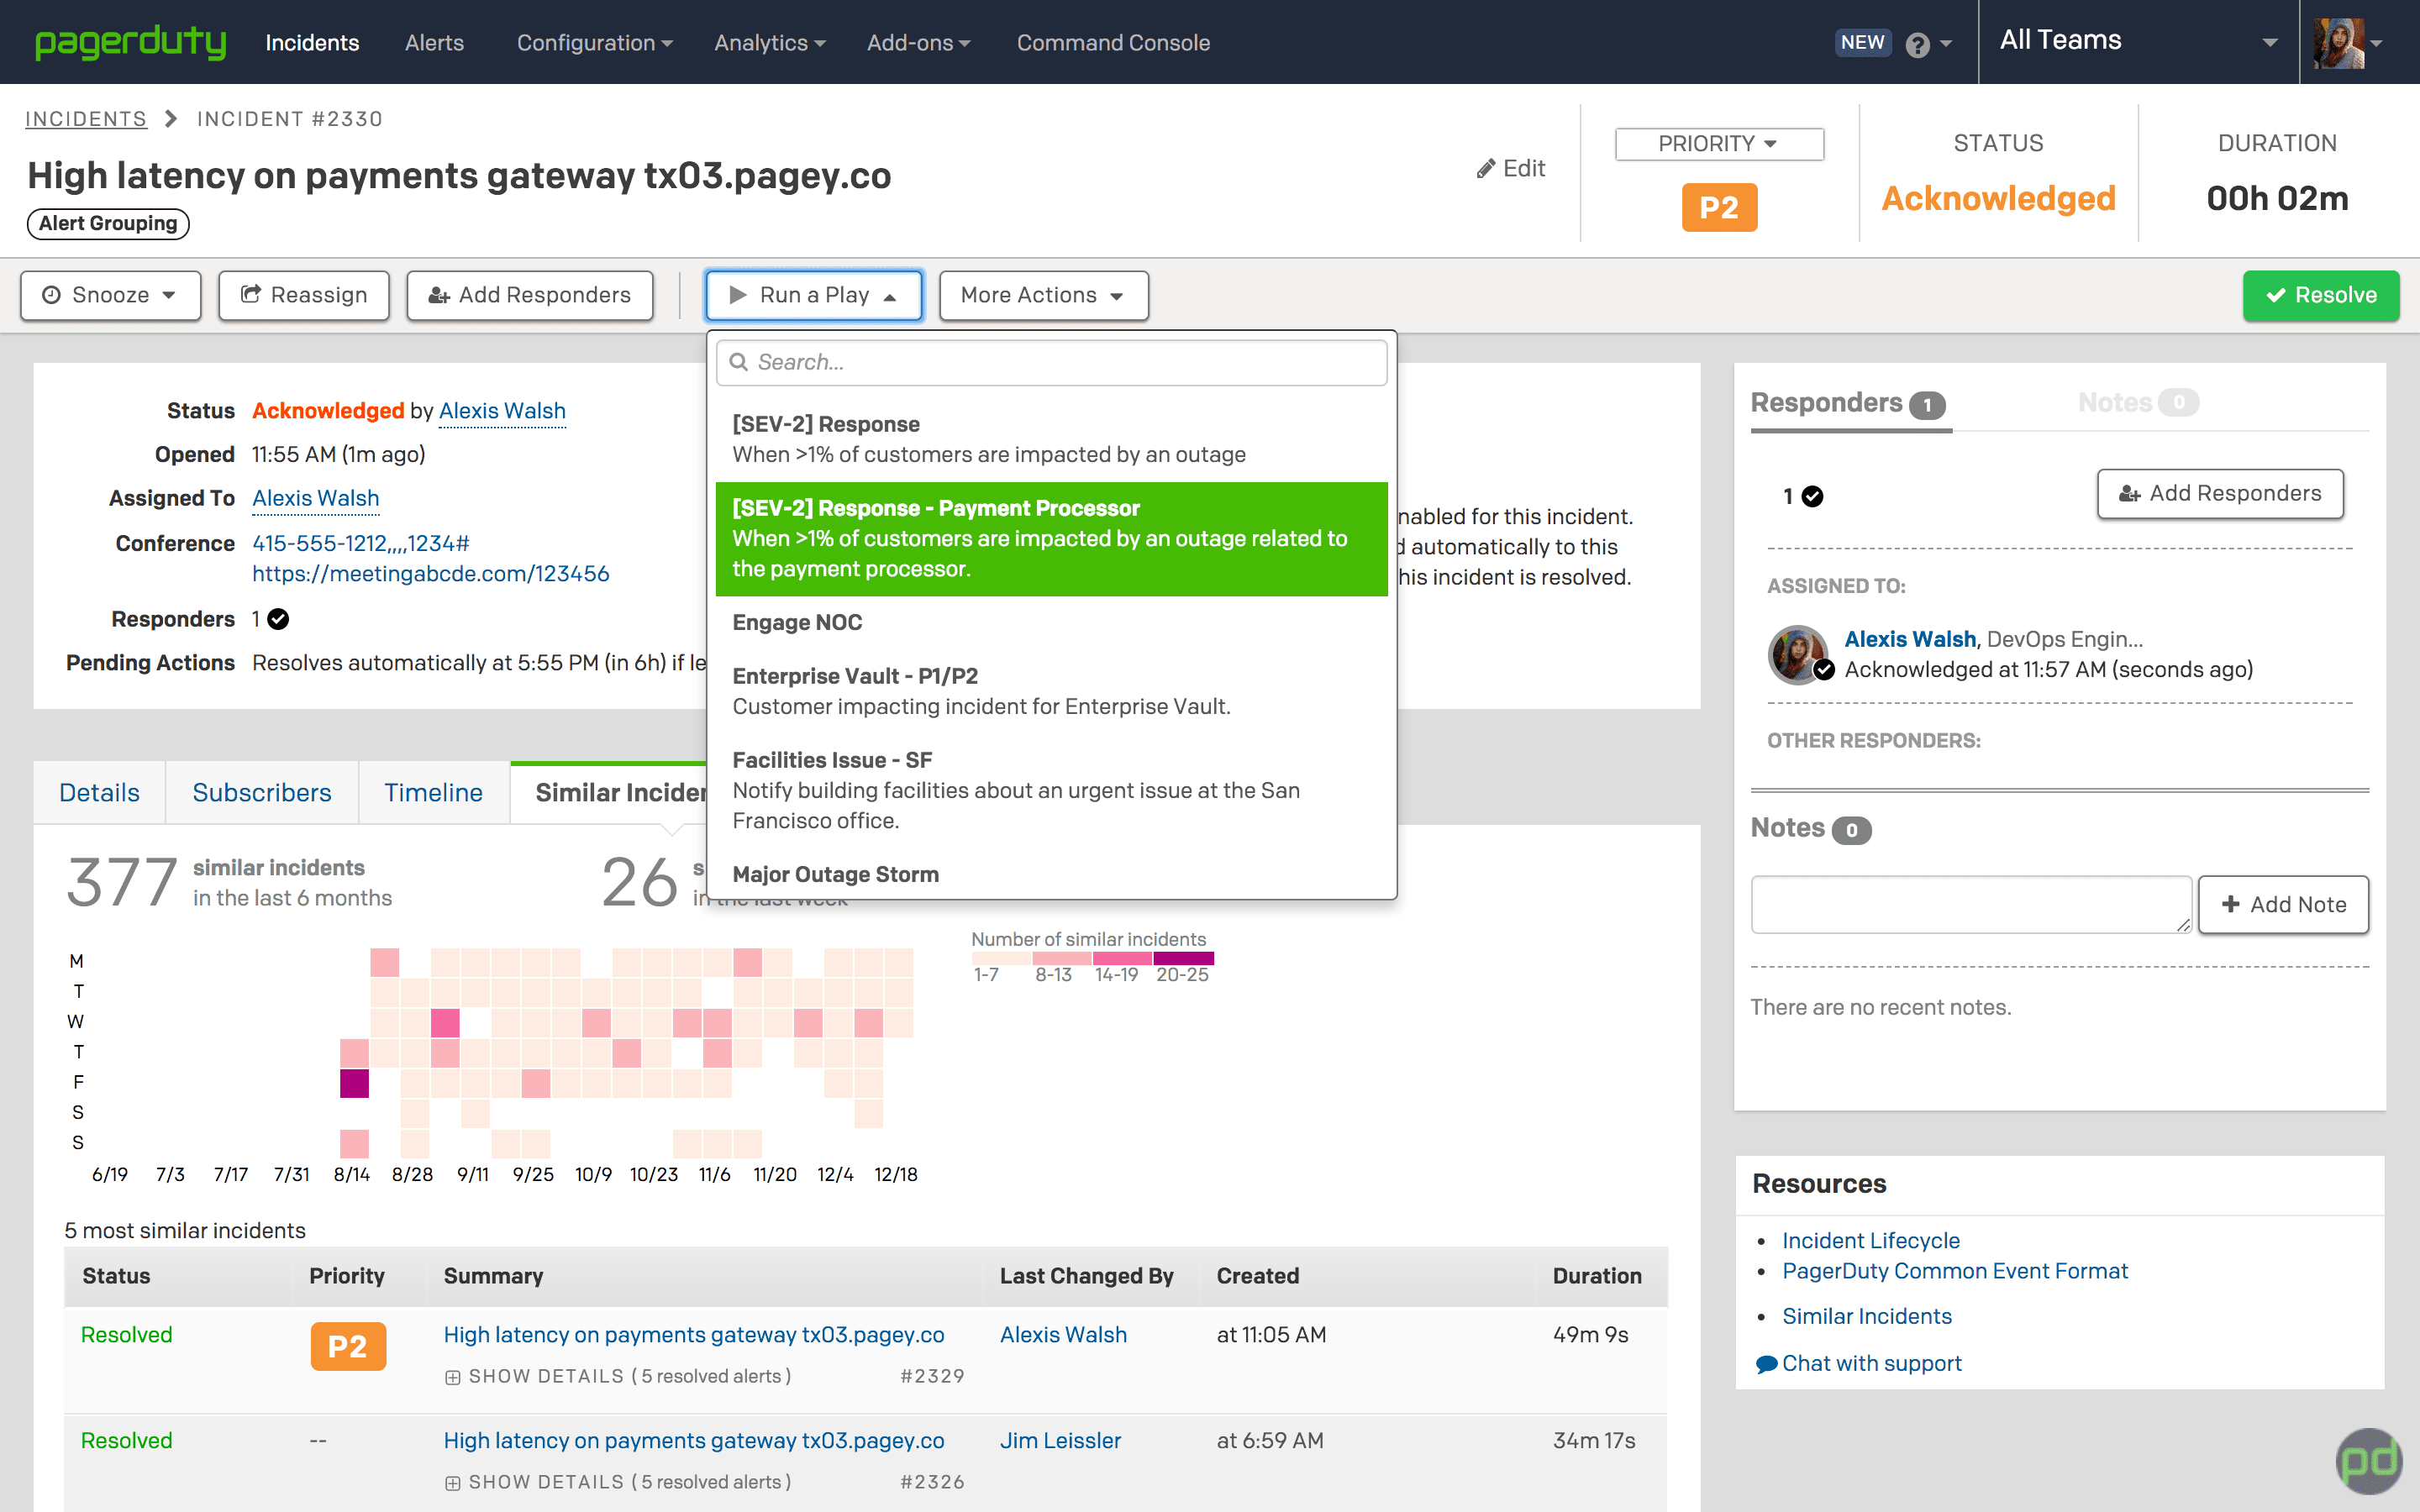 pagerduty Incidents Alerts Configuration Analytics Add-ons Command Console NEW ? All Teams
INCIDENTS > INCIDENT #2330
High latency on payments gateway tx03.pagey.co
Alert Grouping
Edit
PRIORITY
P2
STATUS
Acknowledged
DURATION
00h 02m
Snooze Reassign Add Responders Run a Play More Actions Resolve
Status Acknowledged by Alexis Walsh
Opened 11:55 AM (1m ago)
Assigned To Alexis Walsh
Conference 415-555-1212,,,,1234#
https://meetingabcde.com/123456
Responders 1
Pending Actions Resolves automatically at 5:55 PM (in 6h) if le
Search...
[SEV-2] Response
When >1% of customers are impacted by an outage
[SEV-2] Response - Payment Processor
When >1% of customers are impacted by an outage related to
the payment processor.
Engage NOC
Enterprise Vault - P1/P2
Customer impacting incident for Enterprise Vault.
Facilities Issue - SF
Notify building facilities about an urgent issue at the San
Francisco office.
Major Outage Storm
nabled for this incident.
d automatically to this
his incident is resolved.
Details Subscribers Timeline Similar Inciden
377 similar incidents
in the last 6 months
26 s
in the last week
Number of similar incidents
1-7 8-13 14-19 20-25
M
T
W
T
F
S
S
6/19 7/3 7/17 7/31 8/14 8/28 9/11 9/25 10/9 10/23 11/6 11/20 12/4 12/18
5 most similar incidents
Status Priority Summary Last Changed By Created Duration
Resolved P2 High latency on payments gateway tx03.pagey.co Alexis Walsh at 11:05 AM 49m 9s
SHOW DETAILS ( 5 resolved alerts ) #2329
Resolved -- High latency on payments gateway tx03.pagey.co Jim Leissler at 6:59 AM 34m 17s
SHOW DETAILS ( 5 resolved alerts ) #2326
Responders 1 Notes 0
1 Add Responders
ASSIGNED TO:
Alexis Walsh, DevOps Engin...
Acknowledged at 11:57 AM (seconds ago)
OTHER RESPONDERS:
Notes 0
Add Note
There are no recent notes.
Resources
Incident Lifecycle
PagerDuty Common Event Format
Similar Incidents
Chat with support
pd